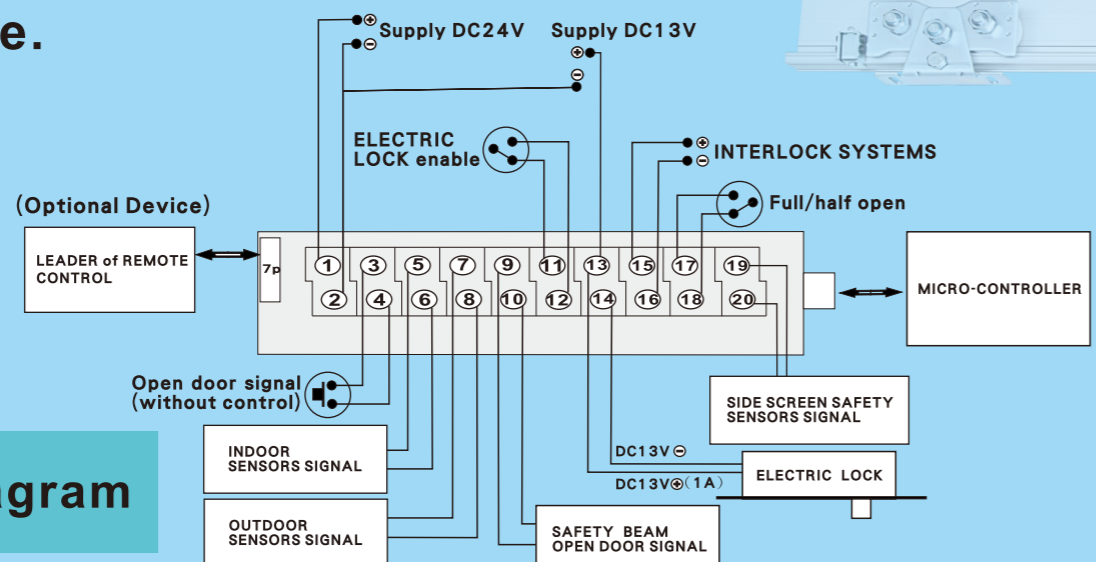 e.
⊕ Supply DC24V
⊖
Supply DC13V
⊕
⊖
ELECTRIC
LOCK enable
⊕ INTERLOCK SYSTEMS
⊖
Full/half open
(Optional Device)
LEADER of REMOTE
CONTROL
7p
1 3 5 7 9 11 13 15 17 19
2 4 6 8 10 12 14 16 18 20
MICRO-CONTROLLER
Open door signal
(without control)
SIDE SCREEN SAFETY
SENSORS SIGNAL
INDOOR
SENSORS SIGNAL
DC13V⊖
DC13V⊕(1A)
ELECTRIC LOCK
agram
OUTDOOR
SENSORS SIGNAL
SAFETY BEAM
OPEN DOOR SIGNAL